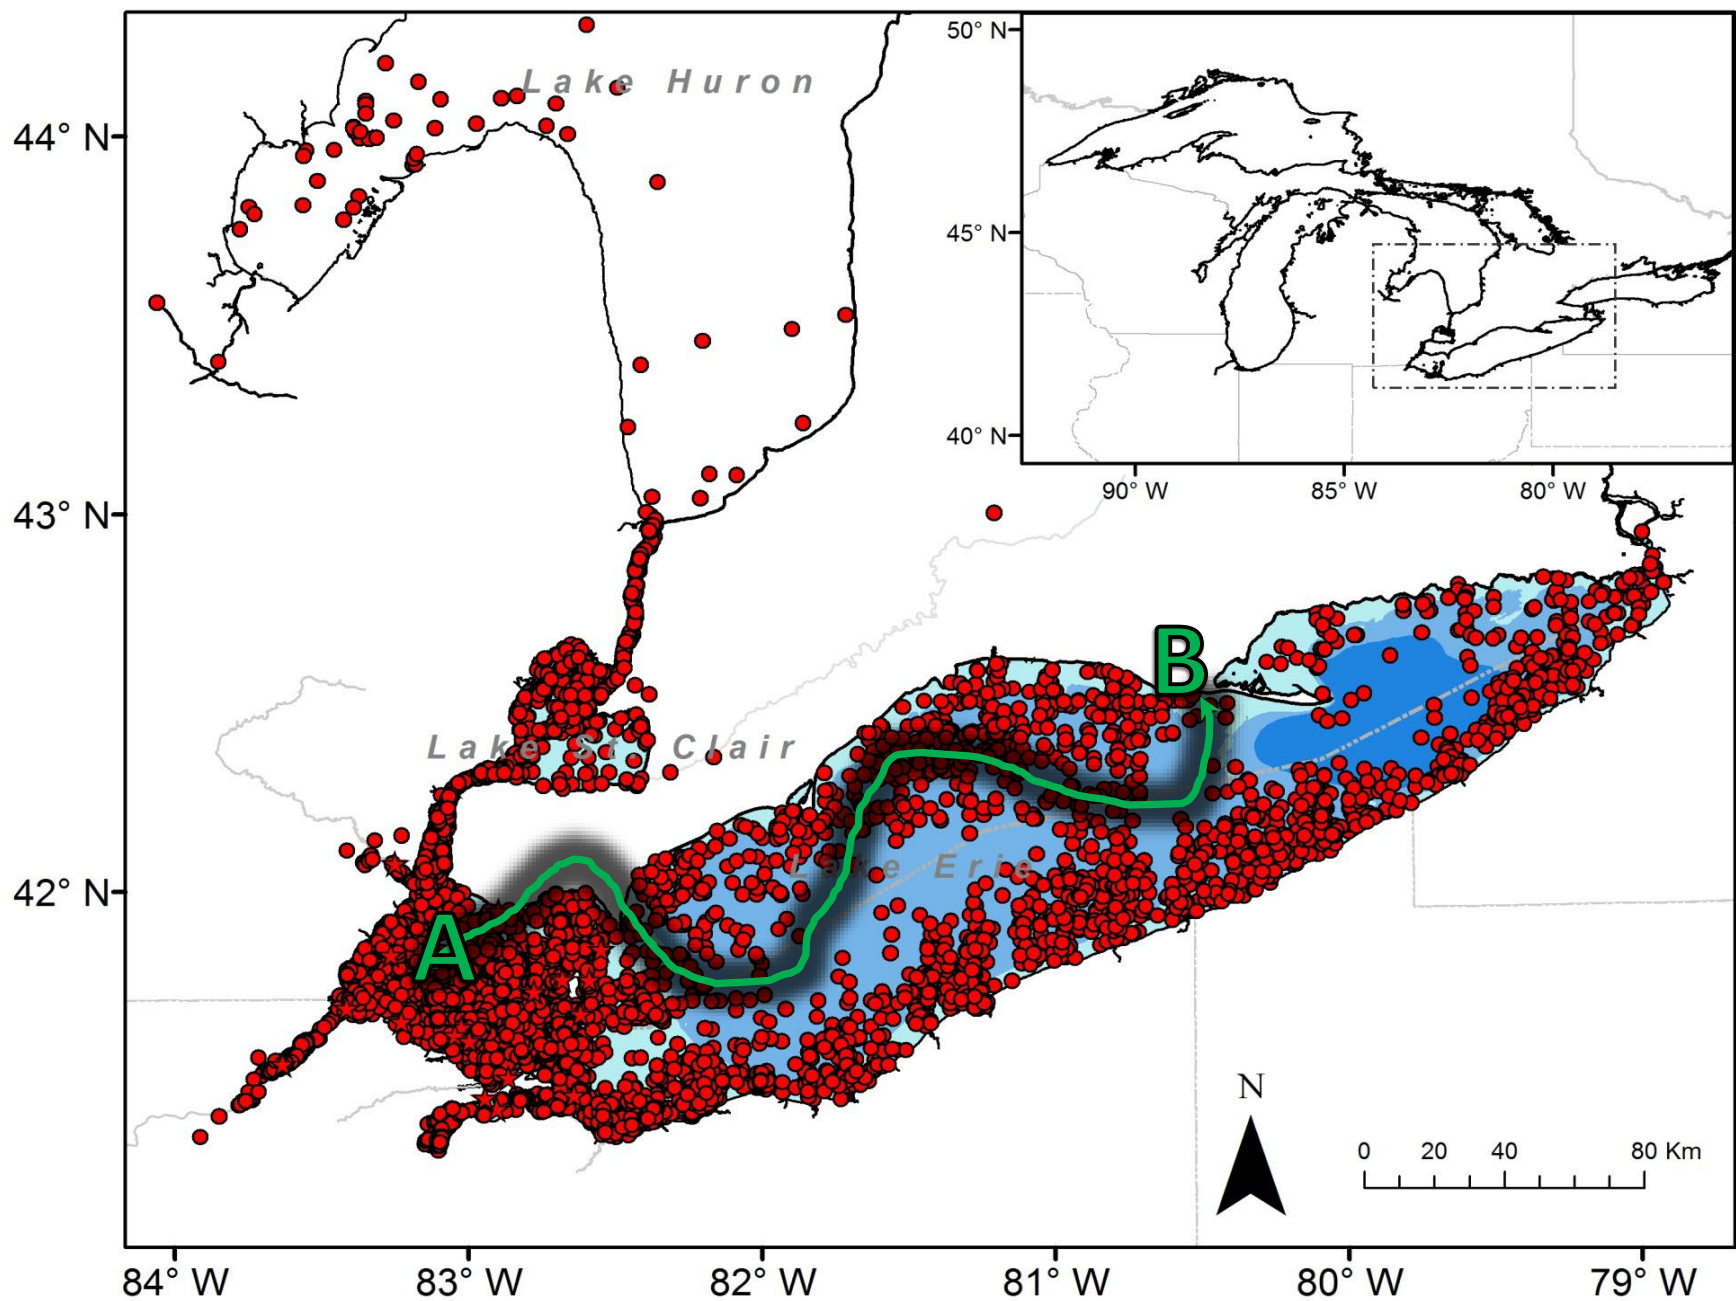 Lake Huron
50° N
45° N
40° N
90° W 85° W 80° W
44° N
43° N
42° N
B
Lake St. Clair
Lake Erie
A
N
0 20 40 80 Km
84° W 83° W 82° W 81° W 80° W 79° W